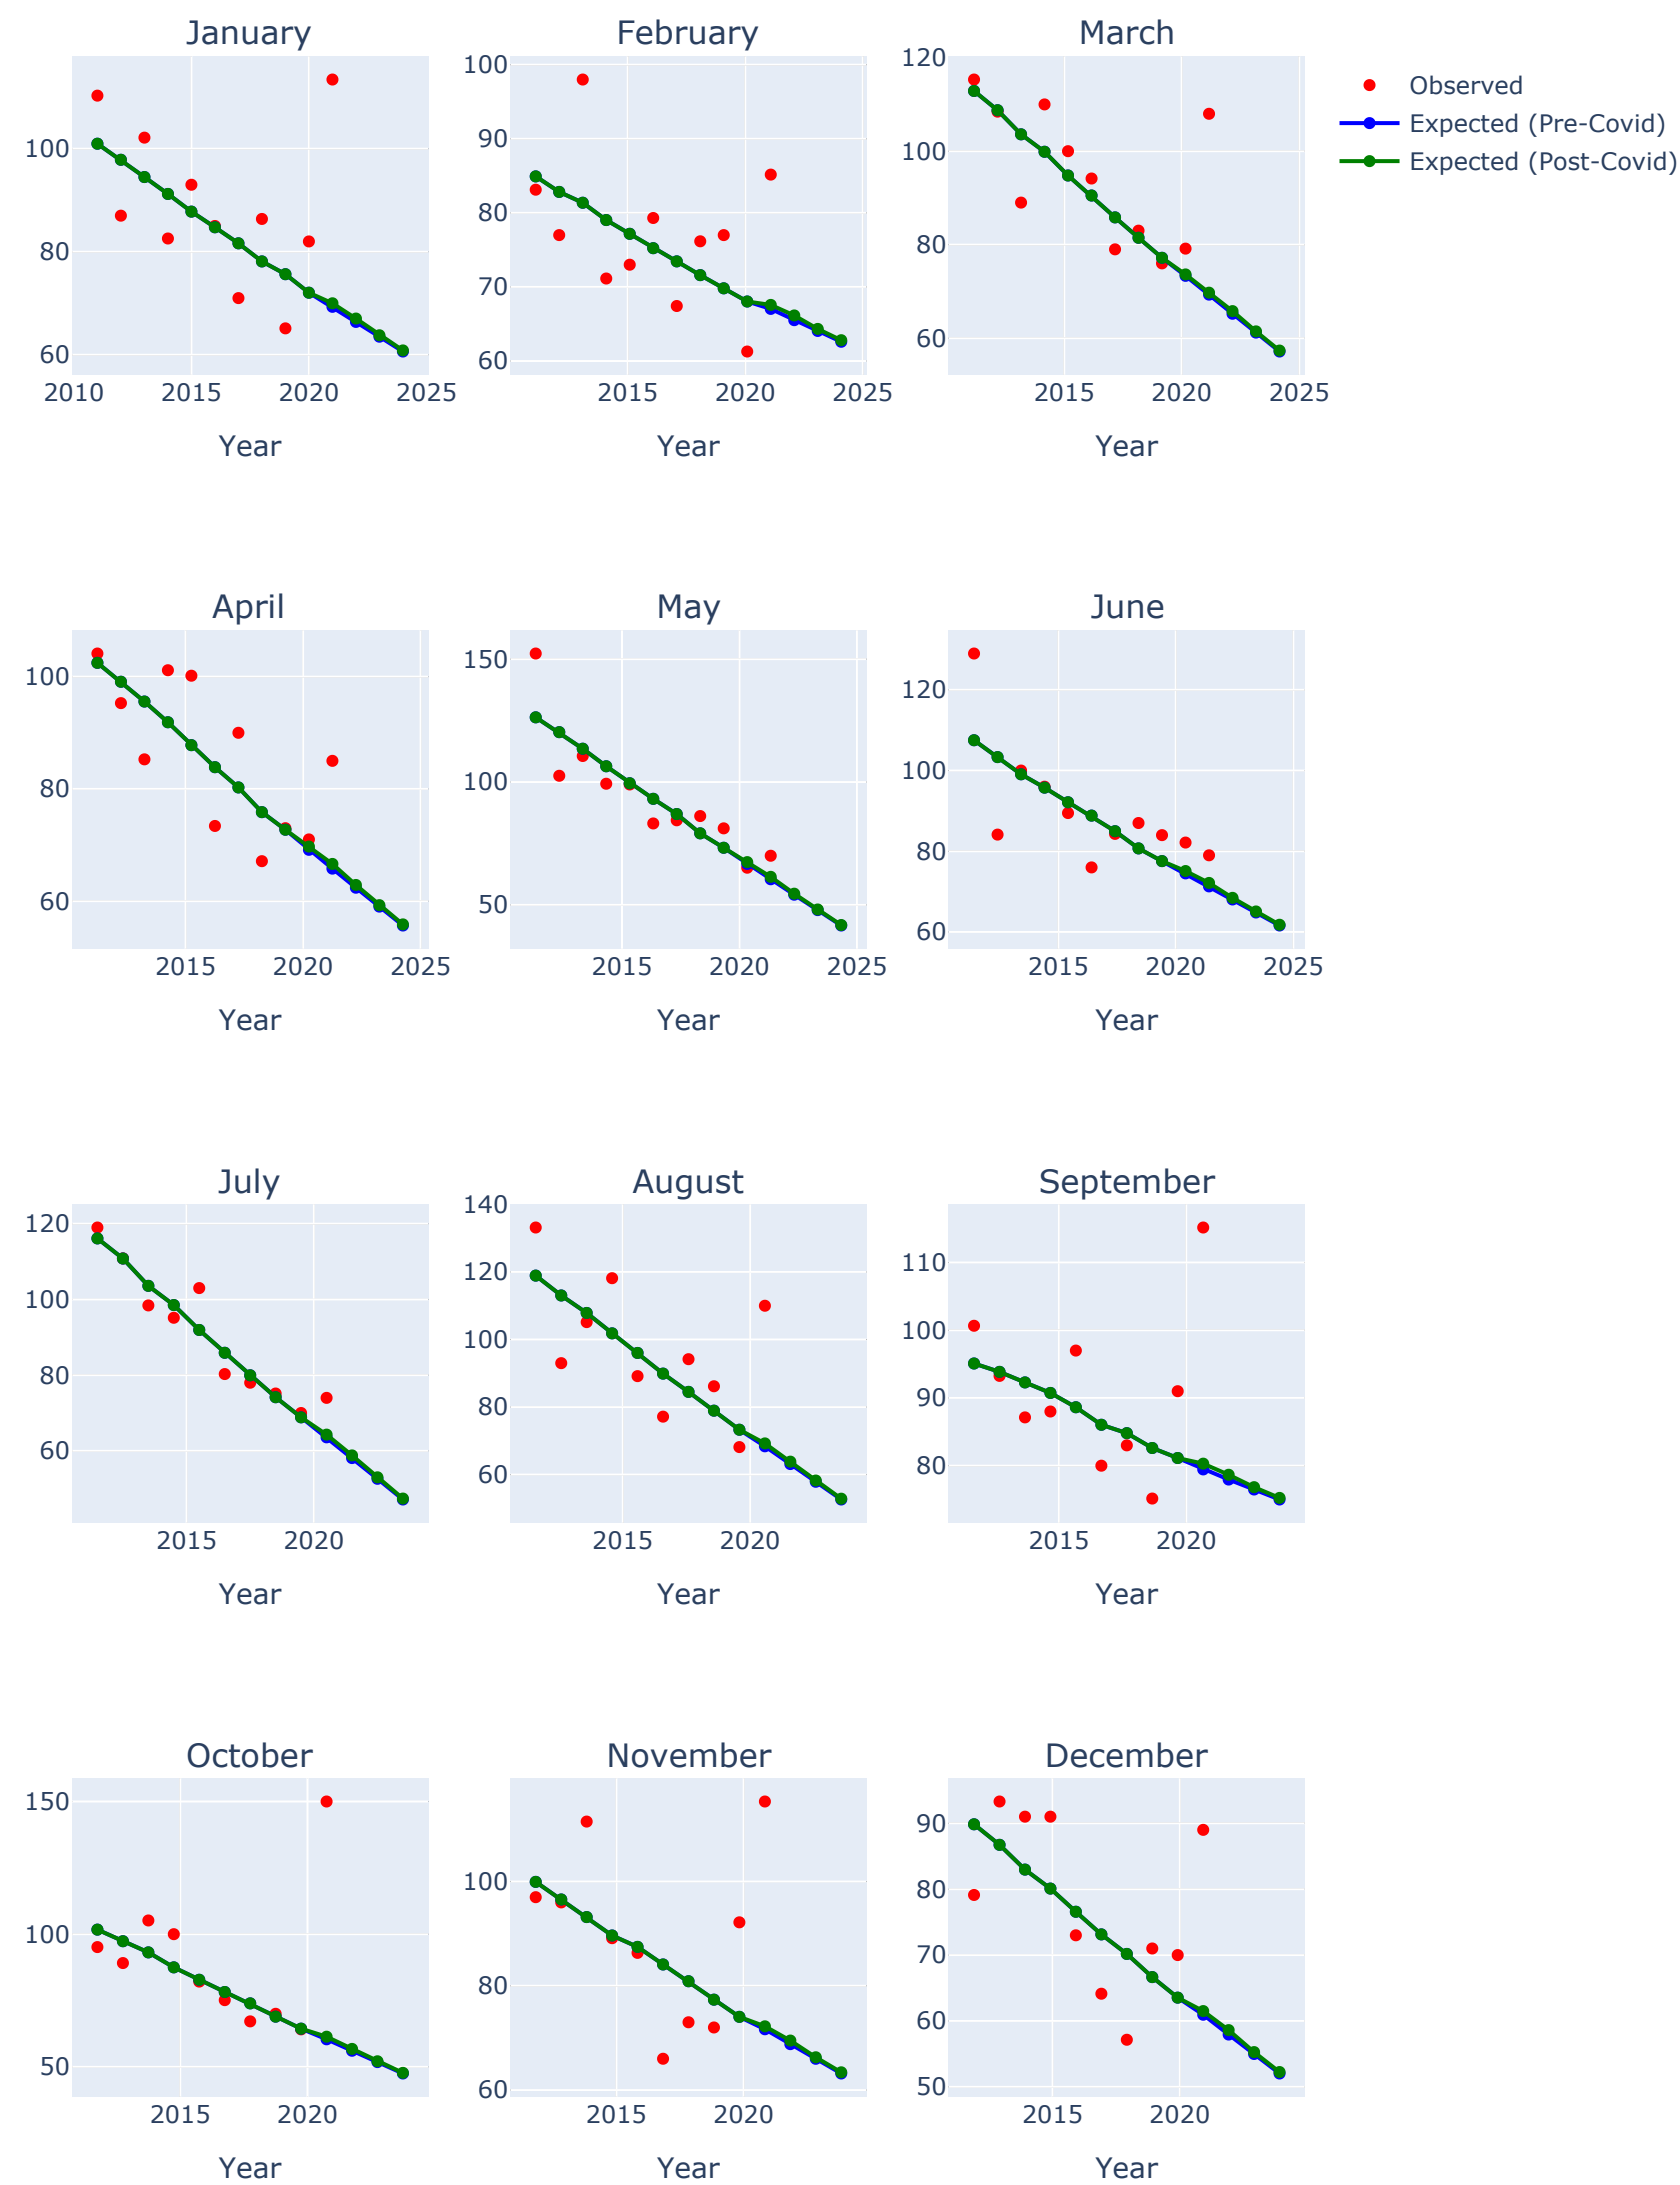 January
February
March
120
100
Observed
Expected (Pre-Covid)
Expected (Post-Covid)
100
80
60
90
80
70
60
100
80
60
2010 2015 2020 2025
2015 2020 2025
2015 2020 2025
Year
Year
Year
April
May
June
100
80
60
150
100
50
120
100
80
60
2015 2020 2025
2015 2020 2025
2015 2020 2025
Year
Year
Year
July
August
September
120
100
80
60
140
120
100
80
60
110
100
90
80
2015 2020
2015 2020
2015 2020
Year
Year
Year
October
November
December
150
100
50
100
80
60
90
80
70
60
50
2015 2020
2015 2020
2015 2020
Year
Year
Year